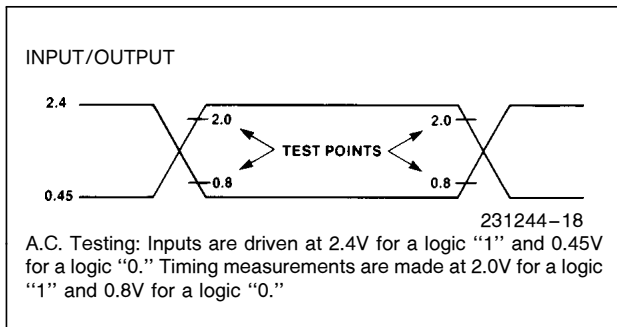 INPUT/OUTPUT
2.4
2.0
2.0
TEST POINTS
0.8
0.8
0.45
231244–18
A.C. Testing: Inputs are driven at 2.4V for a logic ‘‘1’’ and 0.45V
for a logic ‘‘0.’’ Timing measurements are made at 2.0V for a logic
‘‘1’’ and 0.8V for a logic ‘‘0.’’